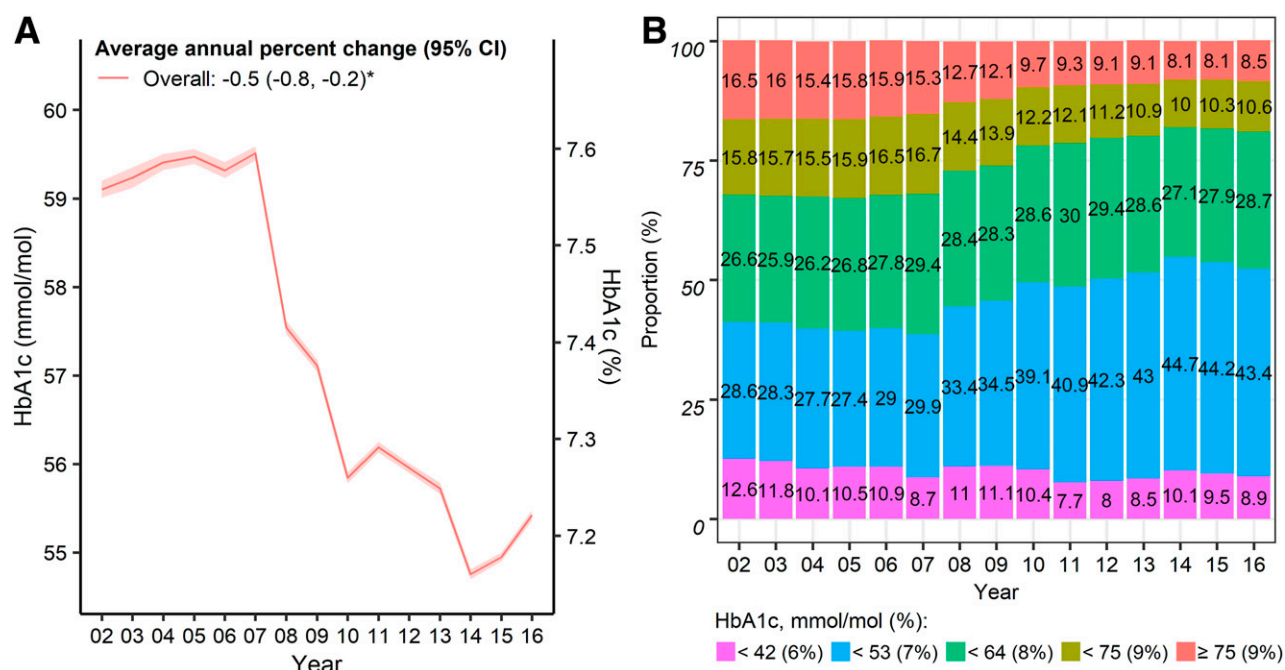 A
Average annual percent change (95% CI)
Overall: -0.5 (-0.8, -0.2)*
HbA1c (mmol/mol)
60
59
58
57
56
55
7.6
7.5
7.4
7.3
7.2
HbA1c (%)
02 03 04 05 06 07 08 09 10 11 12 13 14 15 16
Year
B
Proportion (%)
100
75
50
25
0
16.5 16 15.4 15.8 15.9 15.3 12.7 12.1 9.7 9.3 9.1 9.1 8.1 8.1 8.5
15.8 15.7 15.5 15.9 16.5 16.7 14.4 13.9 12.2 12.1 11.2 10.9 10 10.3 10.6
26.6 25.9 26.2 26.8 27.8 29.4 28.4 28.3 28.6 30 29.4 28.6 27.1 27.9 28.7
28.6 28.3 27.7 27.4 29 29.9 33.4 34.5 39.1 40.9 42.3 43 44.7 44.2 43.4
12.6 11.8 10.1 10.5 10.9 8.7 11 11.1 10.4 7.7 8 8.5 10.1 9.5 8.9
02 03 04 05 06 07 08 09 10 11 12 13 14 15 16
Year
HbA1c, mmol/mol (%):
< 42 (6%) < 53 (7%) < 64 (8%) < 75 (9%) ≥ 75 (9%)